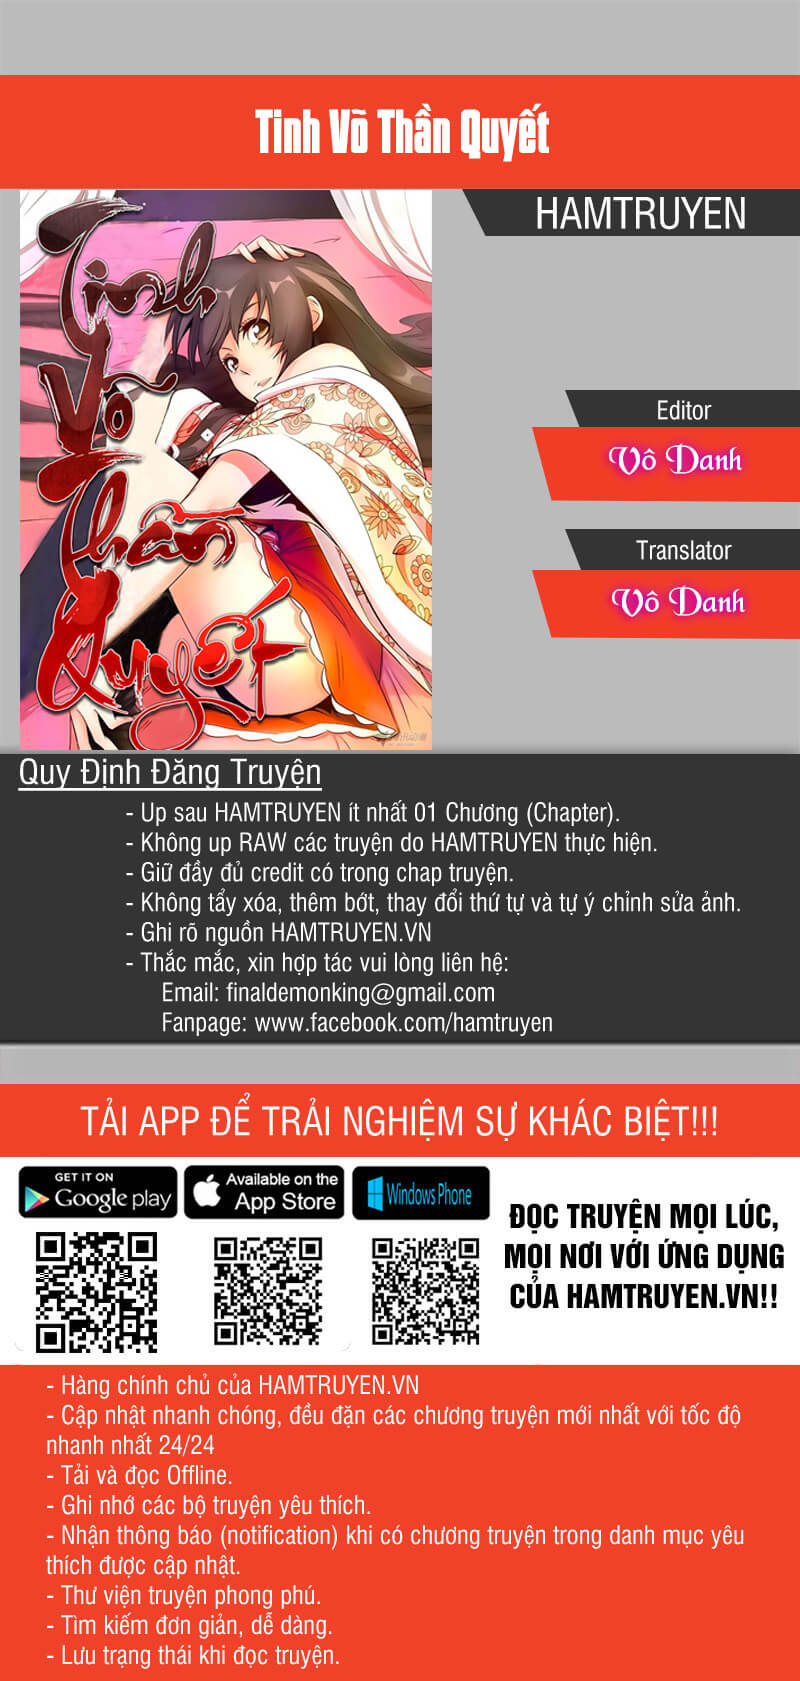 Tinh Võ Thần Quyết
HAMTRUYEN
Tinh
Võ
Thần
Quyết
Editor
Vô Danh
Translator
Vô Danh
Quy Định Đăng Truyện
- Up sau HAMTRUYEN ít nhất 01 Chương (Chapter).
- Không up RAW các truyện do HAMTRUYEN thực hiện.
- Giữ đầy đủ credit có trong chap truyện.
- Không tẩy xóa, thêm bớt, thay đổi thứ tự và tự ý chỉnh sửa ảnh.
- Ghi rõ nguồn HAMTRUYEN.VN
- Thắc mắc, xin hợp tác vui lòng liên hệ:
Email: finaldemonking@gmail.com
Fanpage: www.facebook.com/hamtruyen
TẢI APP ĐỂ TRẢI NGHIỆM SỰ KHÁC BIỆT!!!
GET IT ON
Google play
Available on the
App Store
Windows Phone
ĐỌC TRUYỆN MỌI LÚC,
MỌI NƠI VỚI ỨNG DỤNG
CỦA HAMTRUYEN.VN!!
- Hàng chính chủ của HAMTRUYEN.VN
- Cập nhật nhanh chóng, đều đặn các chương truyện mới nhất với tốc độ
nhanh nhất 24/24
- Tải và đọc Offline.
- Ghi nhớ các bộ truyện yêu thích.
- Nhận thông báo (notification) khi có chương truyện trong danh mục yêu
thích được cập nhật.
- Thư viện truyện phong phú.
- Tìm kiếm đơn giản, dễ dàng.
- Lưu trạng thái khi đọc truyện.